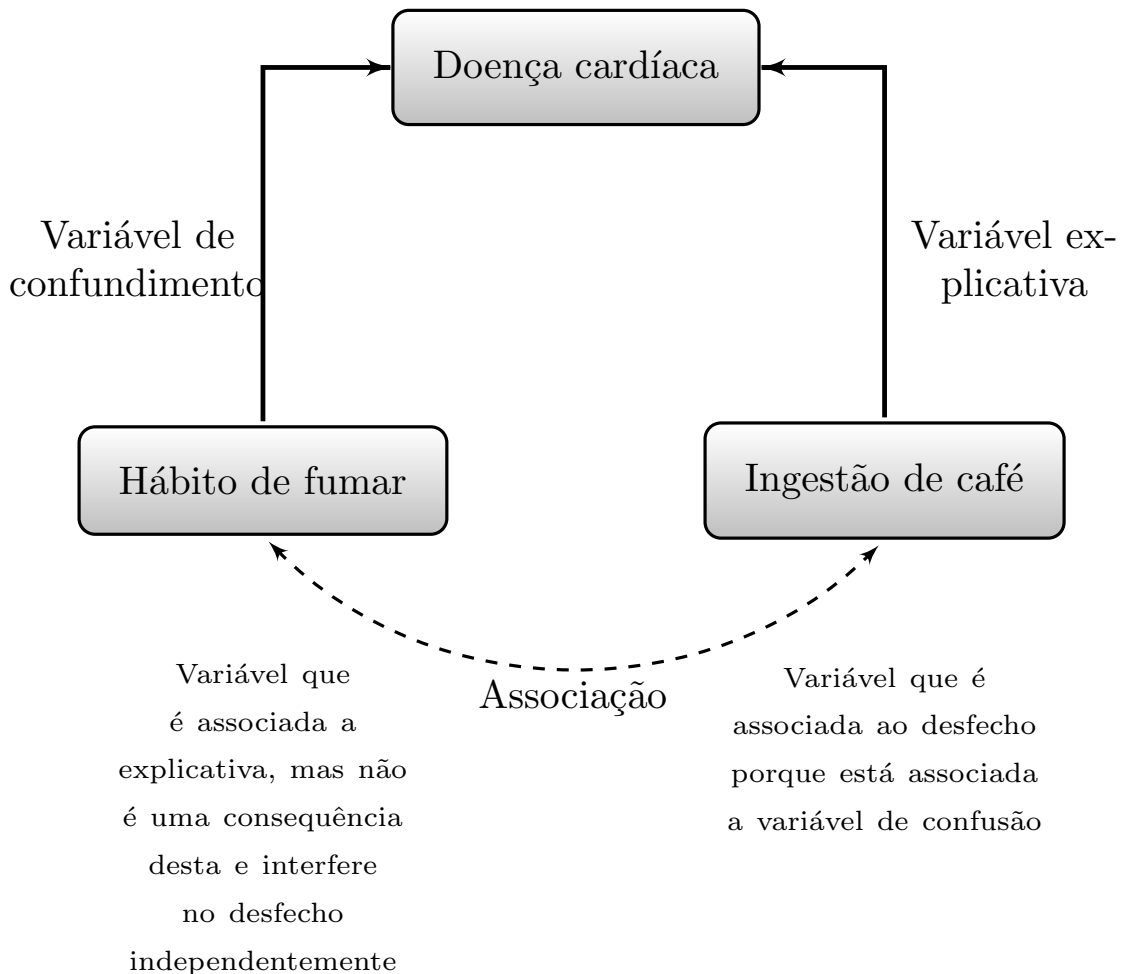 Doença cardíaca
Variável de
confundimento
Variável ex-
plicativa
Hábito de fumar
Ingestão de café
Associação
Variável que
é associada a
explicativa, mas não
é uma consequência
desta e interfere
no desfecho
independentemente
Variável que é
associada ao desfecho
porque está associada
a variável de confusão